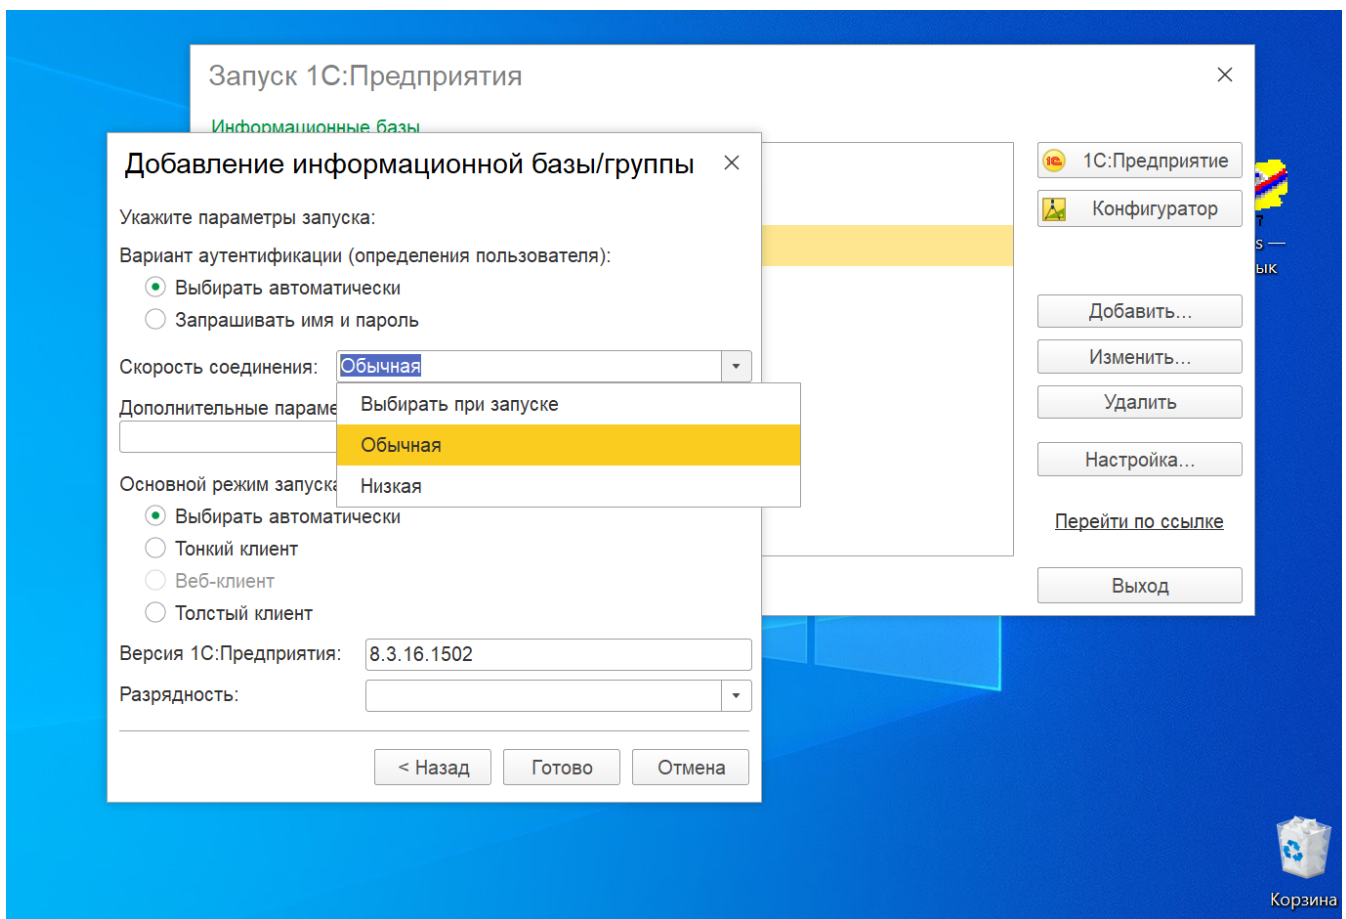 Запуск 1С:Предприятия
Информационные базы
Добавление информационной базы/группы
Укажите параметры запуска:
Вариант аутентификации (определения пользователя):
Выбирать автоматически
Запрашивать имя и пароль
Скорость соединения: Обычная
Выбирать при запуске
Дополнительные параме
Обычная
Низкая
Основной режим запуска
Выбирать автоматически
Тонкий клиент
Веб-клиент
Толстый клиент
Версия 1С:Предприятия: 8.3.16.1502
Разрядность:
< Назад
Готово
Отмена
1С:Предприятие
Конфигуратор
Добавить...
Изменить...
Удалить
Настройка...
Перейти по ссылке
Выход
s —
ык
Корзина